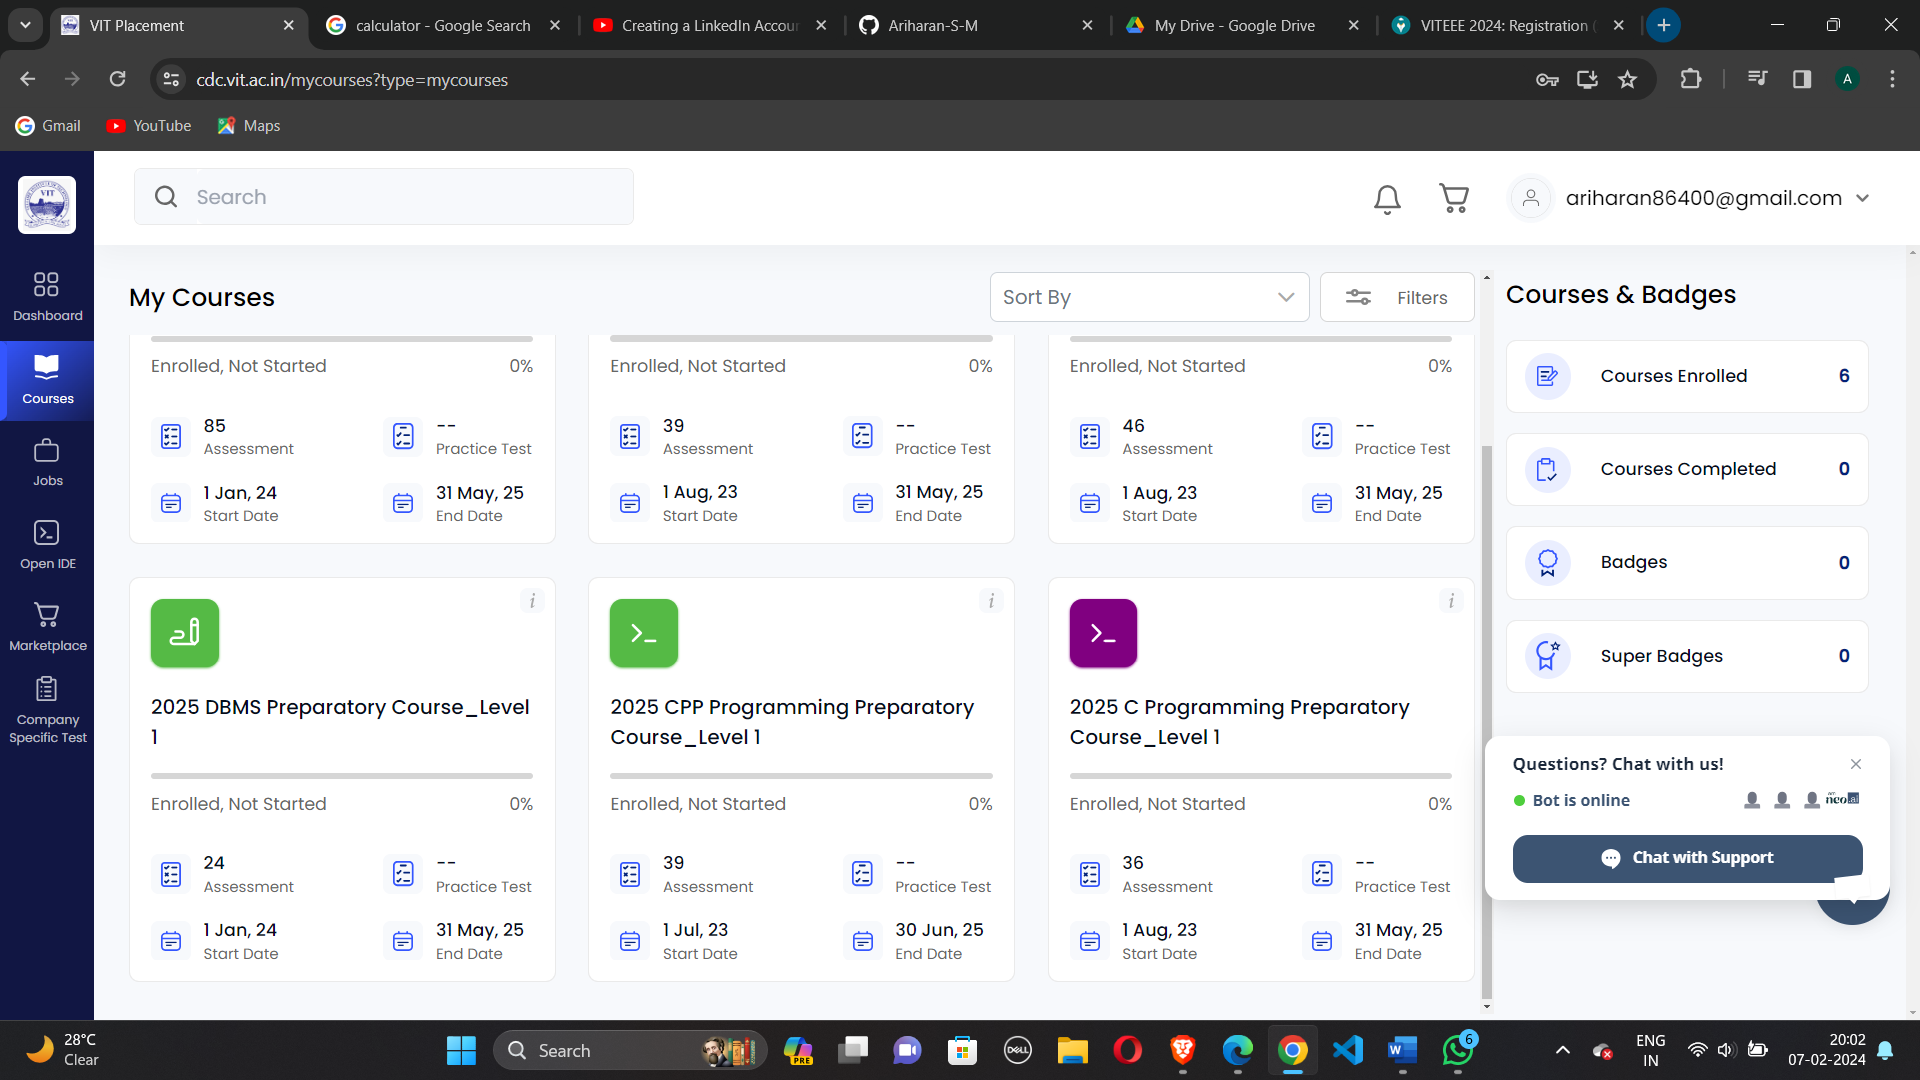 VIT Placement
calculator - Google Search
Creating a LinkedIn Accou
Ariharan-S-M
My Drive - Google Drive
VITEEE 2024: Registration (
cdc.vit.ac.in/mycourses?type=mycourses
A
Gmail
YouTube
Maps
VIT
Search
ariharan86400@gmail.com
Dashboard
Courses
Jobs
Open IDE
Marketplace
Company
Specific Test
My Courses
Sort By
Filters
Courses & Badges
Enrolled, Not Started 0%
85
Assessment
--
Practice Test
1 Jan, 24
Start Date
31 May, 25
End Date
Enrolled, Not Started 0%
39
Assessment
--
Practice Test
1 Aug, 23
Start Date
31 May, 25
End Date
Enrolled, Not Started 0%
46
Assessment
--
Practice Test
1 Aug, 23
Start Date
31 May, 25
End Date
i
2025 DBMS Preparatory Course_Level
1
Enrolled, Not Started 0%
24
Assessment
--
Practice Test
1 Jan, 24
Start Date
31 May, 25
End Date
i
2025 CPP Programming Preparatory
Course_Level 1
Enrolled, Not Started 0%
39
Assessment
--
Practice Test
1 Jul, 23
Start Date
30 Jun, 25
End Date
i
2025 C Programming Preparatory
Course_Level 1
Enrolled, Not Started 0%
36
Assessment
--
Practice Test
1 Aug, 23
Start Date
31 May, 25
End Date
Courses Enrolled 6
Courses Completed 0
Badges 0
Super Badges 0
Questions? Chat with us!
Bot is online
neo.ai
Chat with Support
28°C
Clear
Search
PRE
DELL
6
ENG
IN
20:02
07-02-2024